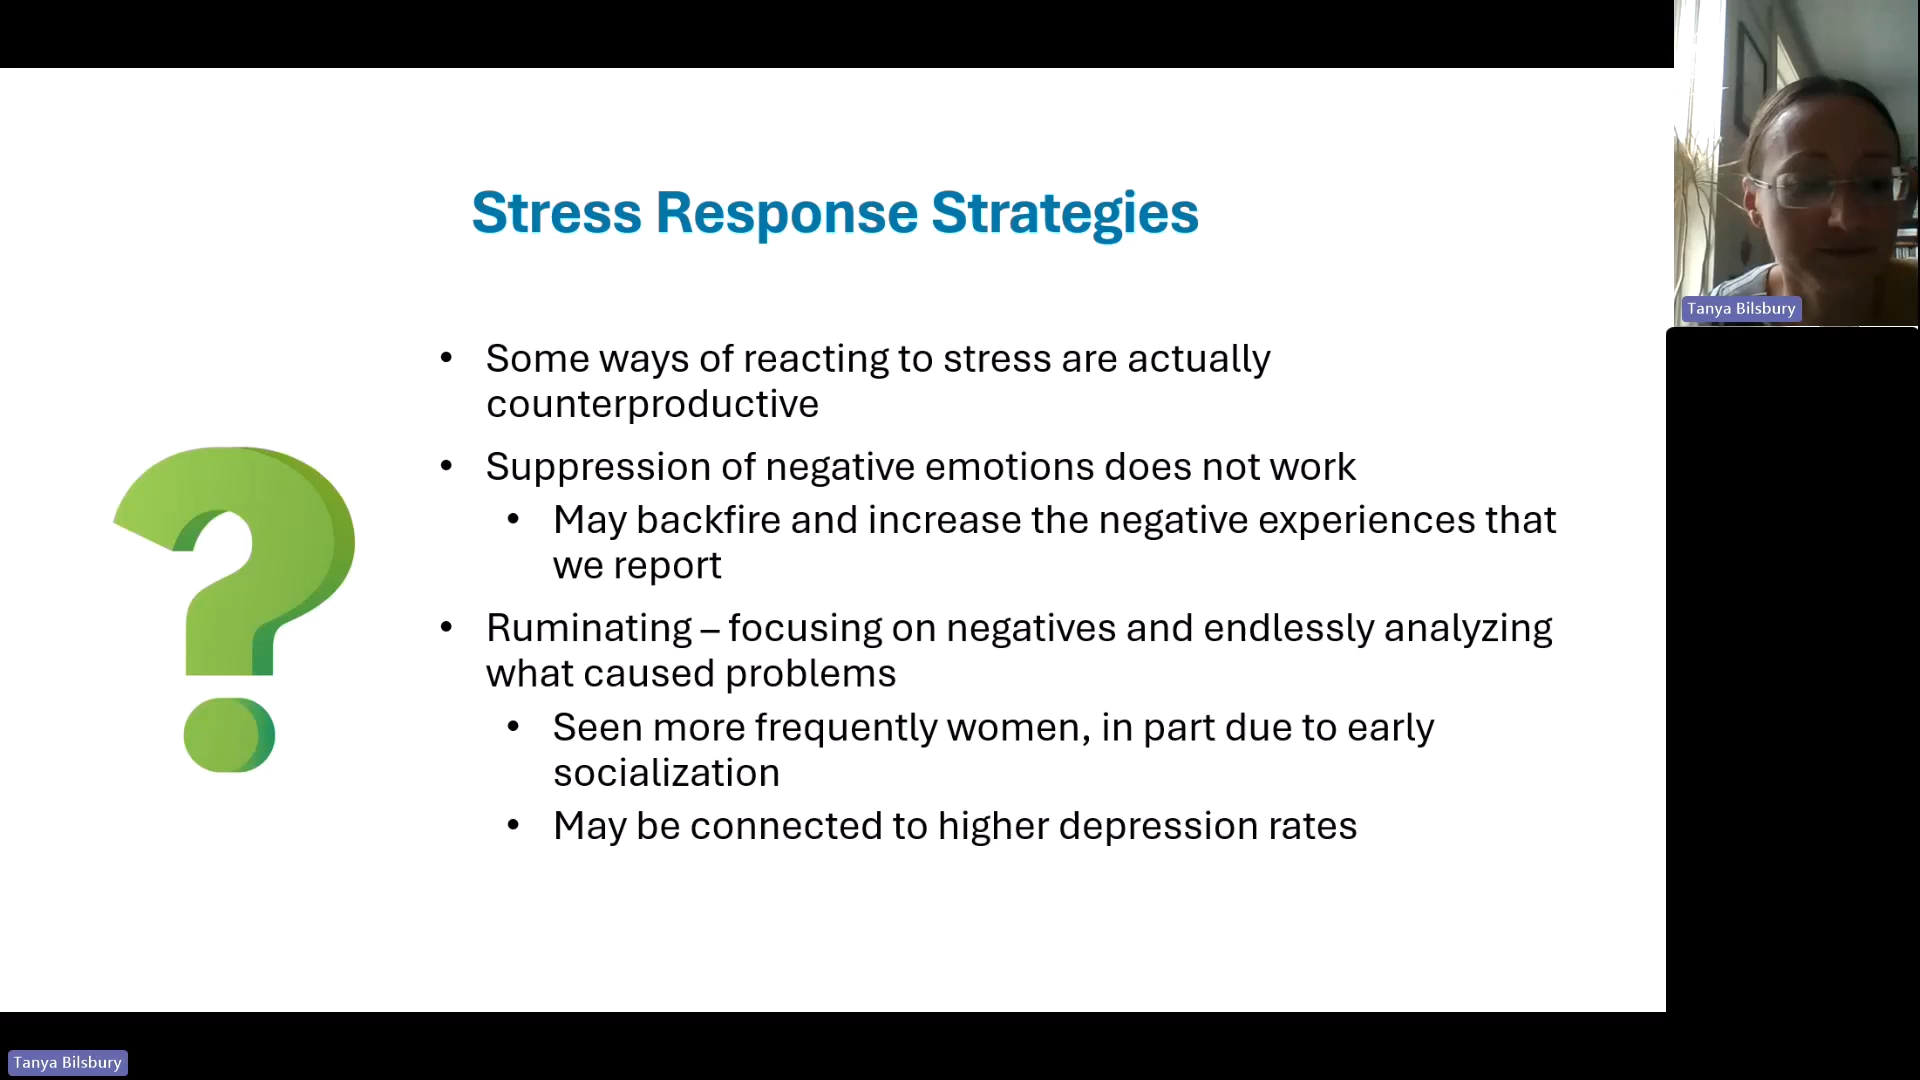 Stress Response Strategies
• Some ways of reacting to stress are actually
counterproductive
• Suppression of negative emotions does not work
• May backfire and increase the negative experiences that
we report
• Ruminating – focusing on negatives and endlessly analyzing
what caused problems
• Seen more frequently women, in part due to early
socialization
• May be connected to higher depression rates
Tanya Bilsbury
Tanya Bilsbury